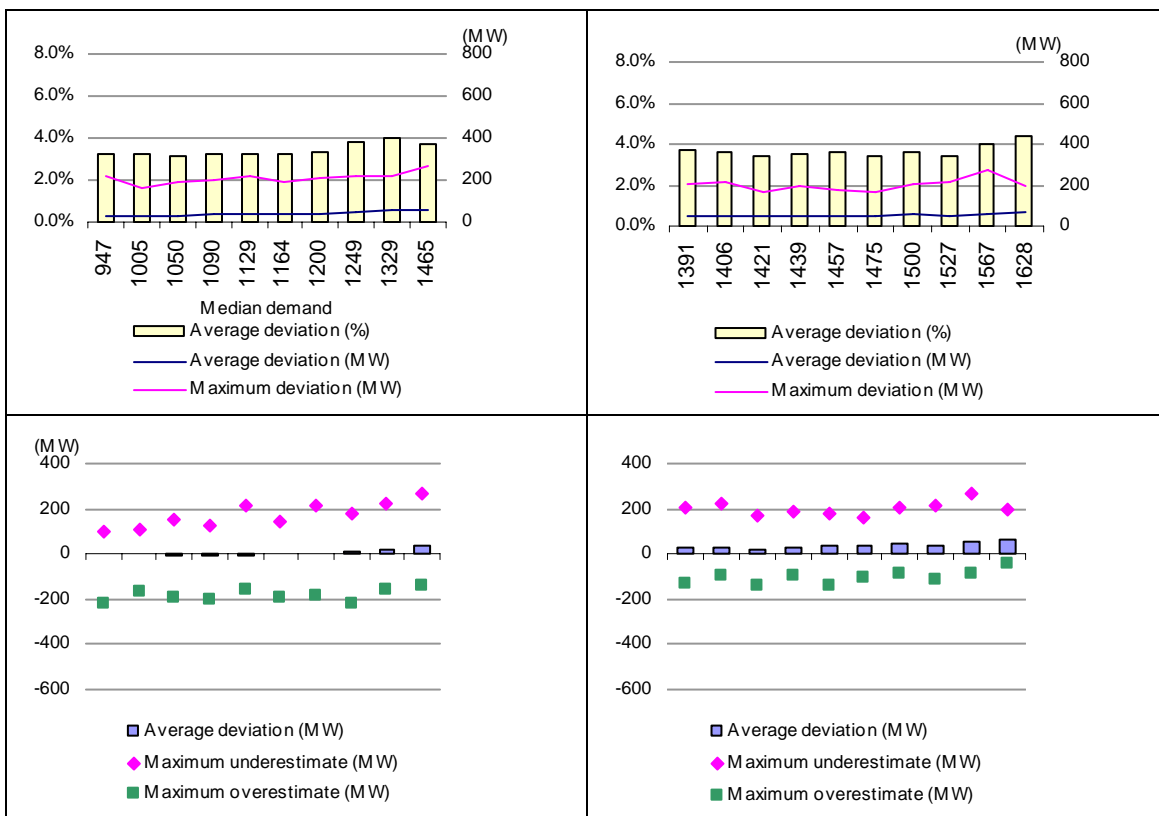 (MW)
8.0% 800
6.0% 600
4.0% 400
2.0% 200
0.0% 0
947 1005 1050 1090 1129 1164 1200 1249 1329 1465
Median demand
Average deviation (%)
Average deviation (MW)
Maximum deviation (MW)
(MW)
8.0% 800
6.0% 600
4.0% 400
2.0% 200
0.0% 0
1391 1406 1421 1439 1457 1475 1500 1527 1567 1628
Average deviation (%)
Average deviation (MW)
Maximum deviation (MW)
(MW)
400
200
0
-200
-400
-600
Average deviation (MW)
Maximum underestimate (MW)
Maximum overestimate (MW)
400
200
0
-200
-400
-600
Average deviation (MW)
Maximum underestimate (MW)
Maximum overestimate (MW)